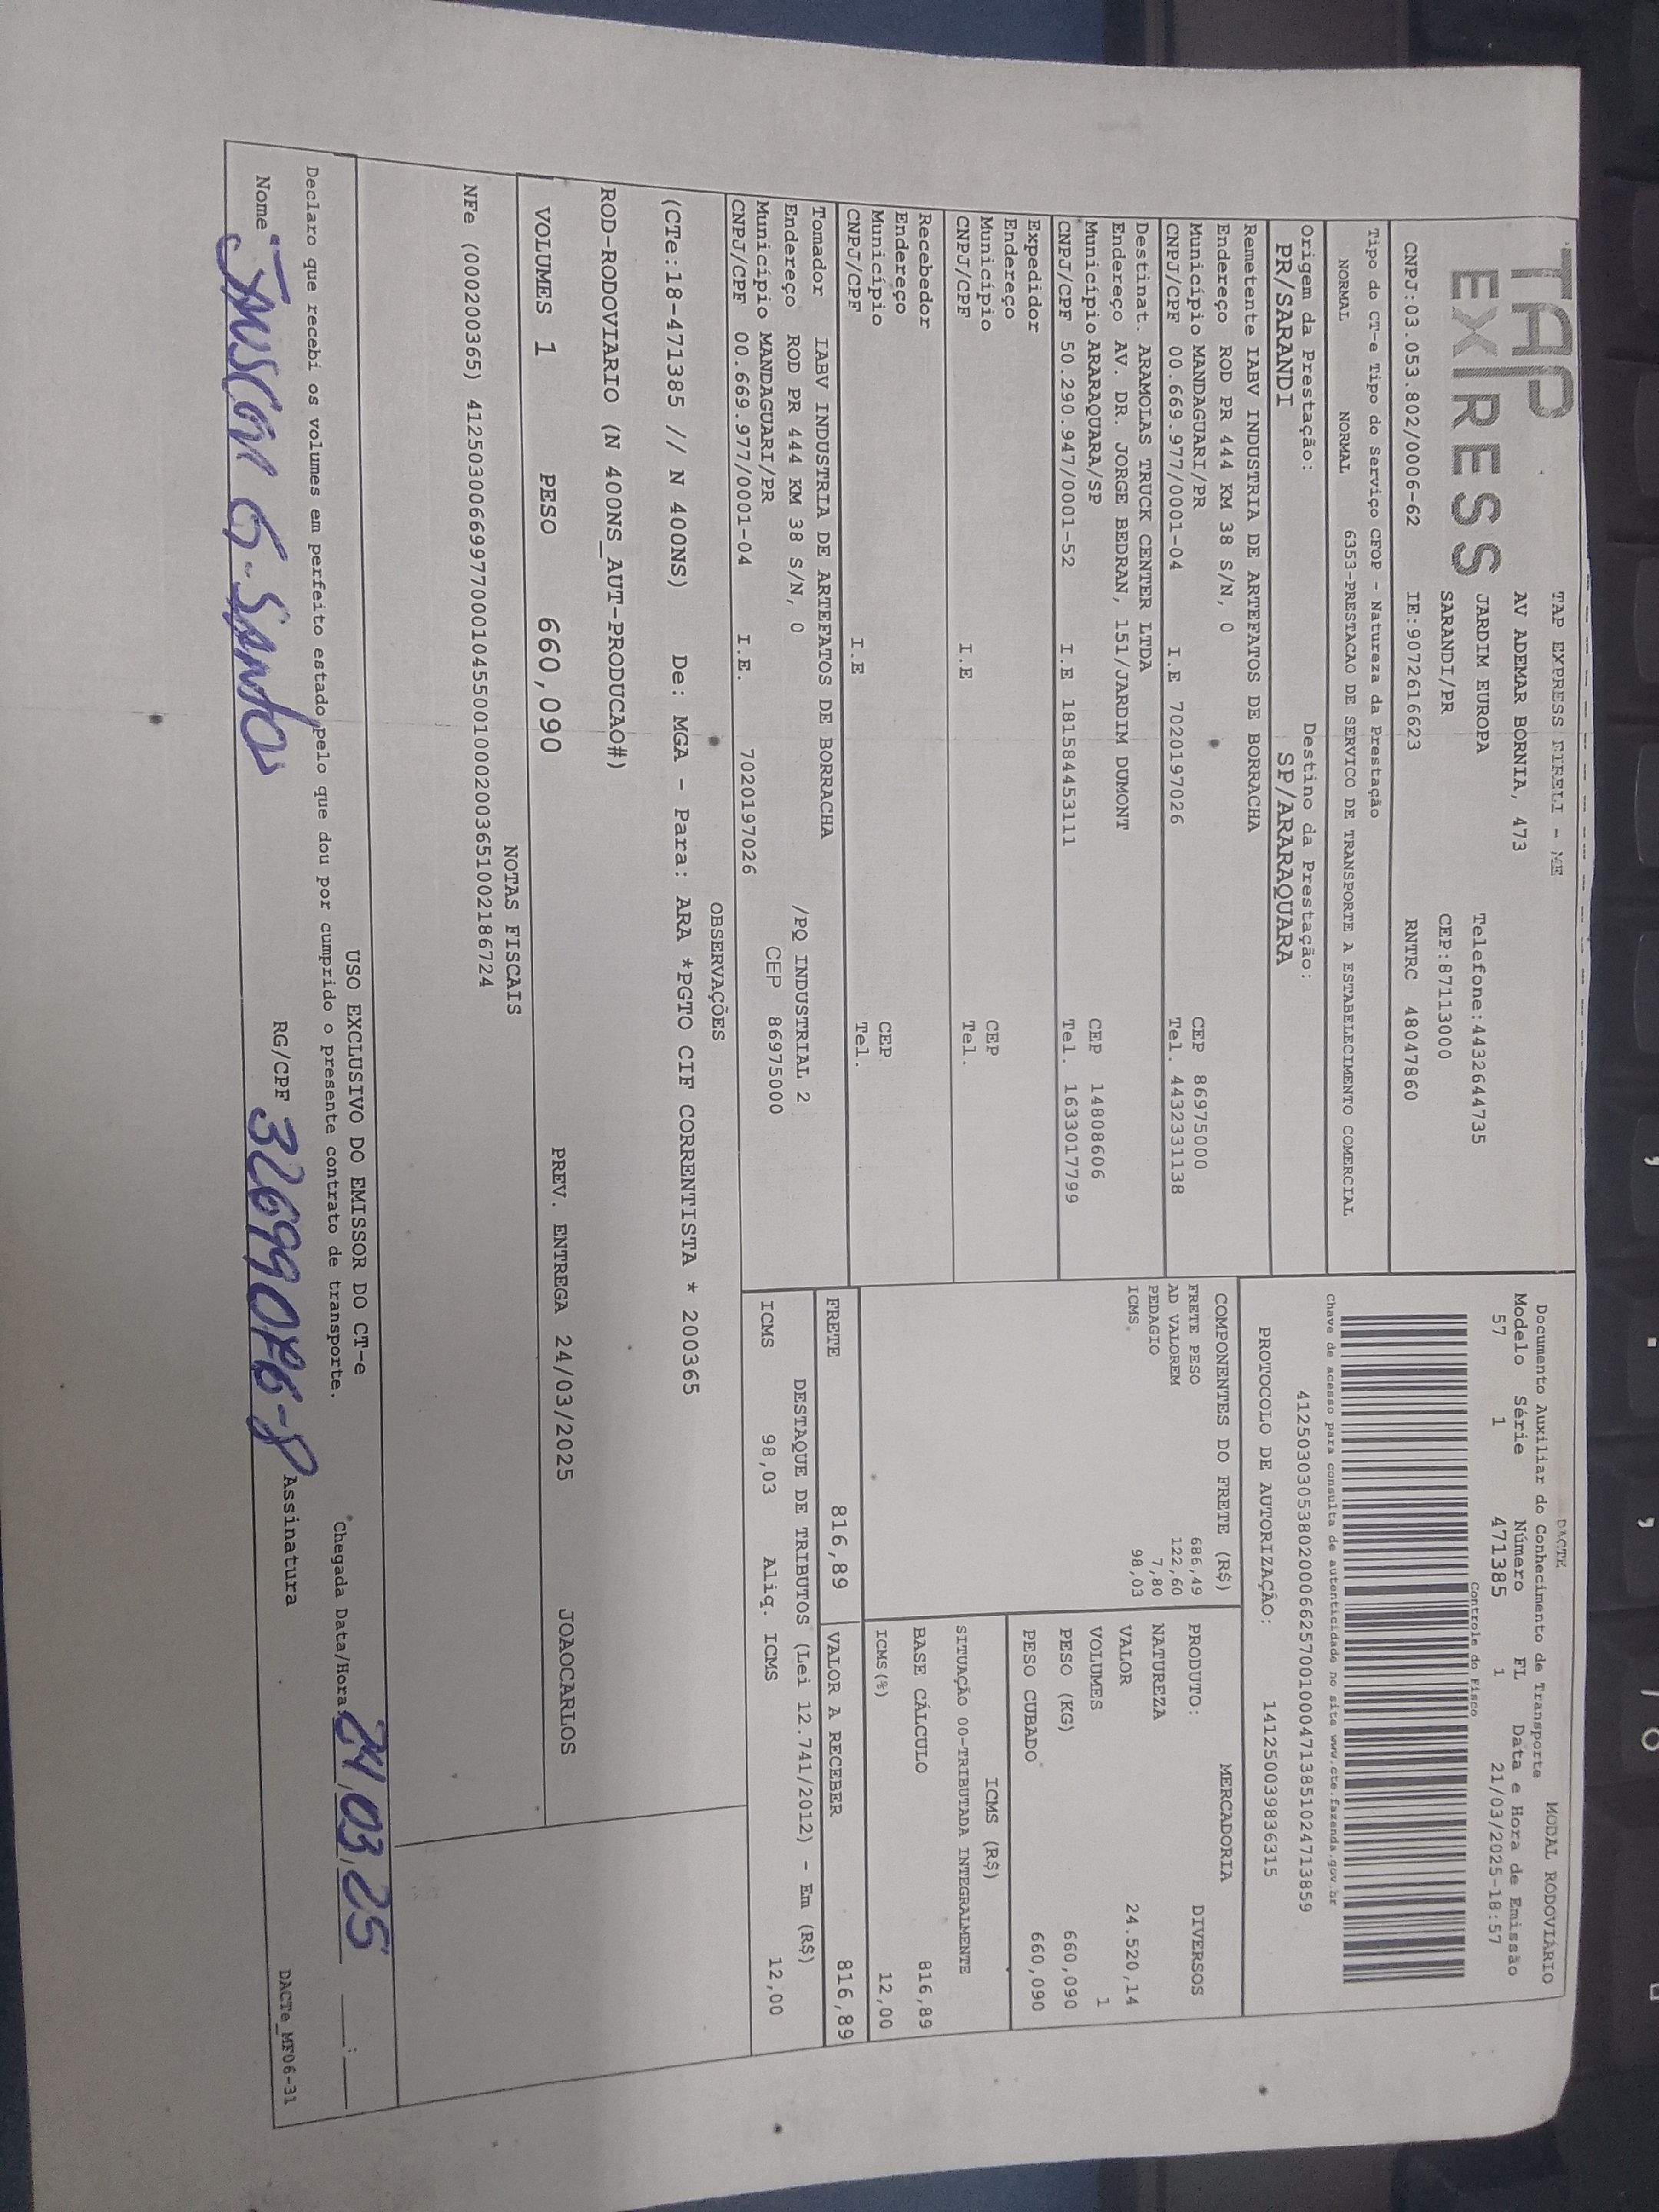 TAP EXPRESS
TAP EXPRESS EIRELI - ME
AV ADEMAR BORNIA, 473
JARDIM EUROPA Telefone:4432644735
SARANDI/PR CEP:87113000
CNPJ:03.053.802/0006-62 IE:9072616623 RNTRC 48047860
DACTE MODAL RODOVIÁRIO
Documento Auxiliar do Conhecimento de Transporte
Modelo Série Número FL Data e Hora de Emissão
57 1 471385 1 21/03/2025-18:57
Controle do Fisco
Chave de acesso para consulta de autenticidade no site www.cte.fazenda.gov.br
41250303053802000662570010004713851024713859
PROTOCOLO DE AUTORIZAÇÃO: 141250039836315
Tipo do CT-e Tipo do Serviço CFOP - Natureza da Prestação
NORMAL NORMAL 6353-PRESTACAO DE SERVICO DE TRANSPORTE A ESTABELECIMENTO COMERCIAL
Origem da Prestação: Destino da Prestação:
PR/SARANDI SP/ARARAQUARA
Remetente IABV INDUSTRIA DE ARTEFATOS DE BORRACHA
Endereço ROD PR 444 KM 38 S/N, 0
Município MANDAGUARI/PR CEP 86975000
CNPJ/CPF 00.669.977/0001-04 I.E 7020197026 Tel. 4432331138
Destinat. ARAMOLAS TRUCK CENTER LTDA
Endereço AV. DR. JORGE BEDRAN, 151/JARDIM DUMONT
Município ARARAQUARA/SP CEP 14808606
CNPJ/CPF 50.290.947/0001-52 I.E 181584453111 Tel. 1633017799
Expedidor
Endereço
Município CEP
CNPJ/CPF I.E Tel.
Recebedor
Endereço
Município CEP
CNPJ/CPF I.E Tel.
Tomador IABV INDUSTRIA DE ARTEFATOS DE BORRACHA
Endereço ROD PR 444 KM 38 S/N, 0 /PQ INDUSTRIAL 2
Município MANDAGUARI/PR CEP 86975000
CNPJ/CPF 00.669.977/0001-04 I.E. 7020197026
COMPONENTES DO FRETE (R$)
FRETE PESO 686,49
AD VALOREM 122,60
PEDAGIO 7,80
ICMS 98,03
MERCADORIA
PRODUTO: DIVERSOS
NATUREZA
VALOR 24.520,14
VOLUMES 1
PESO (KG) 660,090
PESO CUBADO 660,090
ICMS (R$)
SITUAÇÃO 00-TRIBUTADA INTEGRALMENTE
BASE CÁLCULO 816,89
ICMS(%) 12,00
FRETE 816,89 VALOR A RECEBER 816,89
DESTAQUE DE TRIBUTOS (Lei 12.741/2012) - Em (R$)
ICMS 98,03 Aliq. ICMS 12,00
OBSERVAÇÕES
(CTe:18-471385 // N 400NS) De: MGA - Para: ARA *PGTO CIF CORRENTISTA * 200365
ROD-RODOVIARIO (N 400NS_AUT-PRODUCAO#)
VOLUMES 1 PESO 660,090 PREV. ENTREGA 24/03/2025 JOAOCARLOS
NOTAS FISCAIS
NFe (000200365) 41250300669977000104550010002003651002186724
USO EXCLUSIVO DO EMISSOR DO CT-e
Declaro que recebi os volumes em perfeito estado pelo que dou por cumprido o presente contrato de transporte. Chegada Data/Hora 24/03/25 :
Nome G. Santos RG/CPF Assinatura
DACTe_MF06-31